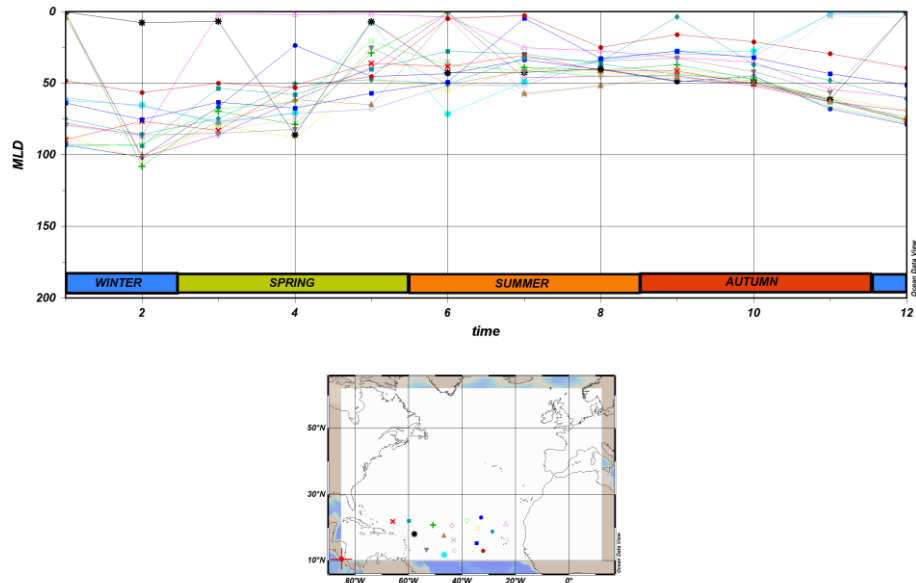 0
50
100
150
200
MLD
WINTER SPRING SUMMER AUTUMN
2 4 6 8 10 12
time
Ocean Data View
50°N
30°N
10°N
80°W 60°W 40°W 20°W 0°
Ocean Data View